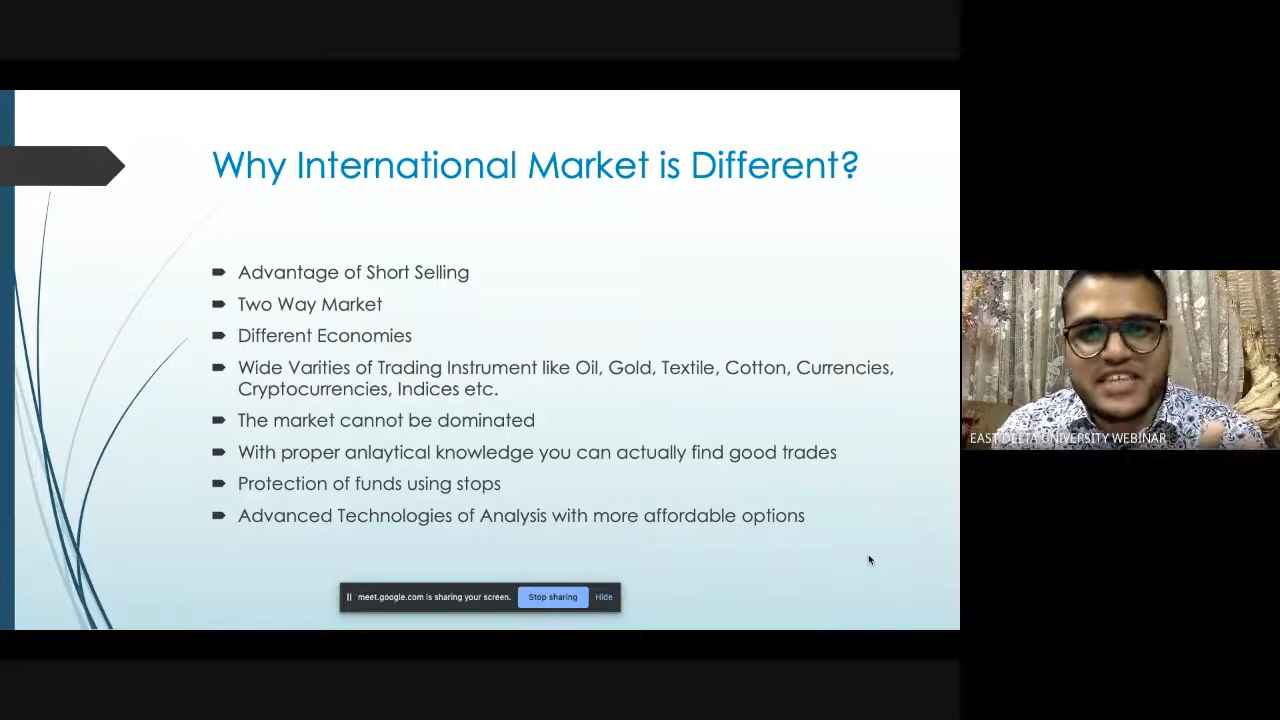 Why International Market is Different?
Advantage of Short Selling
Two Way Market
Different Economies
Wide Varities of Trading Instrument like Oil, Gold, Textile, Cotton, Currencies,
Cryptocurrencies, Indices etc.
The market cannot be dominated
With proper anlaytical knowledge you can actually find good trades
Protection of funds using stops
Advanced Technologies of Analysis with more affordable options
meet.google.com is sharing your screen. Stop sharing Hide
EAST DELTA UNIVERSITY WEBINAR